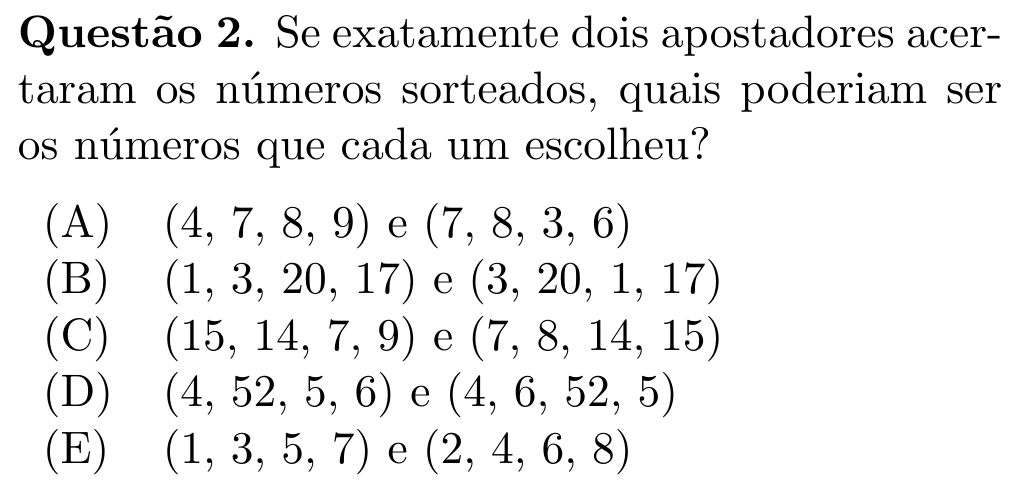 Questão 2. Se exatamente dois apostadores acer-
taram os números sorteados, quais poderiam ser
os números que cada um escolheu?
(A) (4, 7, 8, 9) e (7, 8, 3, 6)
(B) (1, 3, 20, 17) e (3, 20, 1, 17)
(C) (15, 14, 7, 9) e (7, 8, 14, 15)
(D) (4, 52, 5, 6) e (4, 6, 52, 5)
(E) (1, 3, 5, 7) e (2, 4, 6, 8)